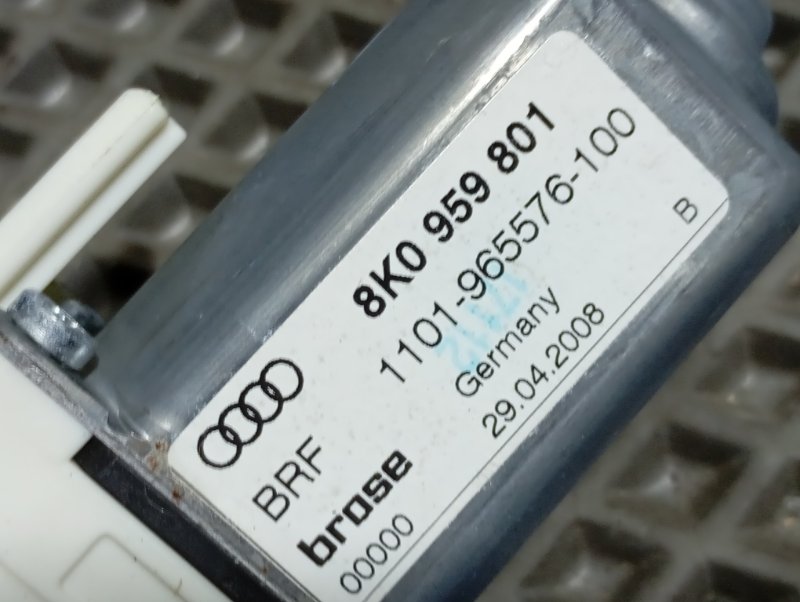 8K0 959 801
1101-965576-100
BRF
Germany
B
brose
29.04.2008
00000